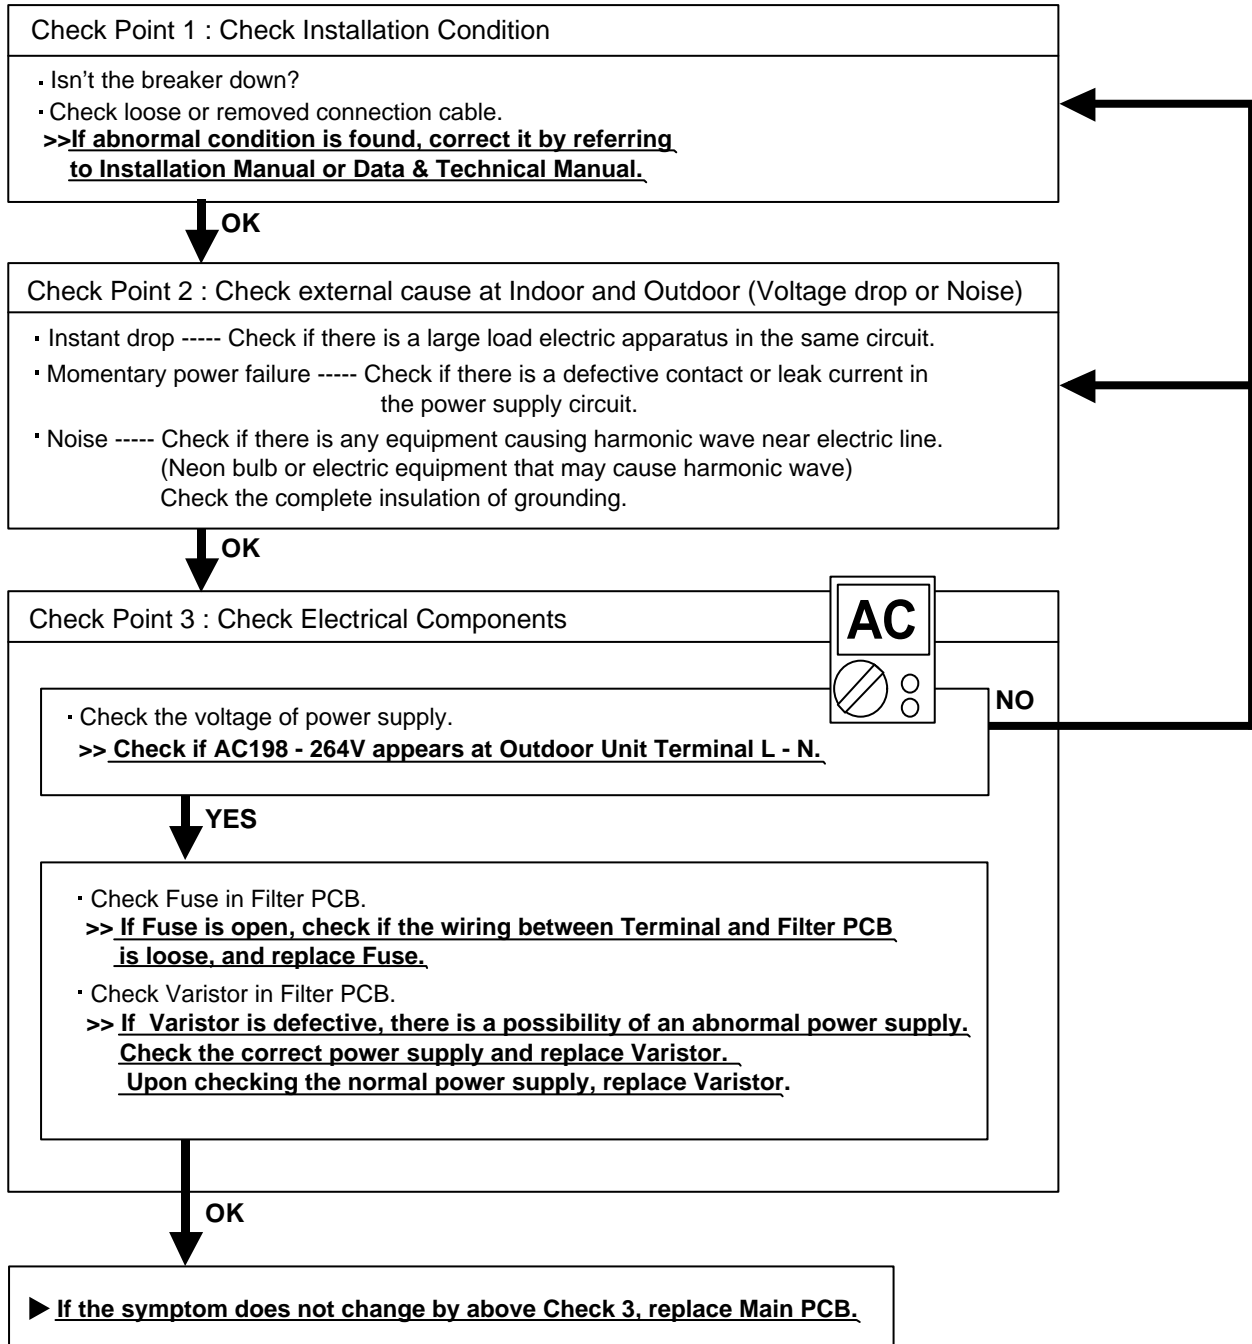 Check Point 1 : Check Installation Condition
· Isn’t the breaker down?
· Check loose or removed connection cable.
>>If abnormal condition is found, correct it by referring
to Installation Manual or Data & Technical Manual.
OK
Check Point 2 : Check external cause at Indoor and Outdoor (Voltage drop or Noise)
· Instant drop ----- Check if there is a large load electric apparatus in the same circuit.
· Momentary power failure ----- Check if there is a defective contact or leak current in
the power supply circuit.
· Noise ----- Check if there is any equipment causing harmonic wave near electric line.
(Neon bulb or electric equipment that may cause harmonic wave)
Check the complete insulation of grounding.
OK
Check Point 3 : Check Electrical Components
AC
NO
· Check the voltage of power supply.
>> Check if AC198 - 264V appears at Outdoor Unit Terminal L - N.
YES
· Check Fuse in Filter PCB.
>> If Fuse is open, check if the wiring between Terminal and Filter PCB
is loose, and replace Fuse.
· Check Varistor in Filter PCB.
>> If Varistor is defective, there is a possibility of an abnormal power supply.
Check the correct power supply and replace Varistor.
Upon checking the normal power supply, replace Varistor.
OK
▶ If the symptom does not change by above Check 3, replace Main PCB.